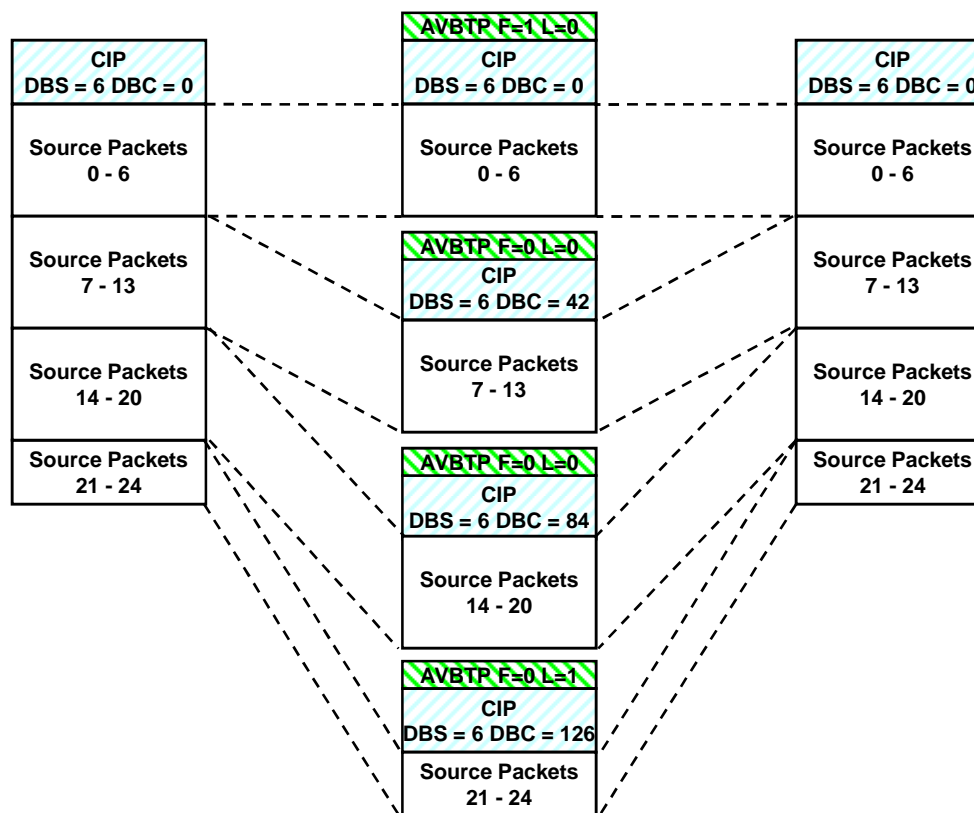 CIP
DBS = 6 DBC = 0
Source Packets
0 - 6
Source Packets
7 - 13
Source Packets
14 - 20
Source Packets
21 - 24
AVBTP F=1 L=0
CIP
DBS = 6 DBC = 0
Source Packets
0 - 6
AVBTP F=0 L=0
CIP
DBS = 6 DBC = 42
Source Packets
7 - 13
AVBTP F=0 L=0
CIP
DBS = 6 DBC = 84
Source Packets
14 - 20
AVBTP F=0 L=1
CIP
DBS = 6 DBC = 126
Source Packets
21 - 24
CIP
DBS = 6 DBC = 0
Source Packets
0 - 6
Source Packets
7 - 13
Source Packets
14 - 20
Source Packets
21 - 24